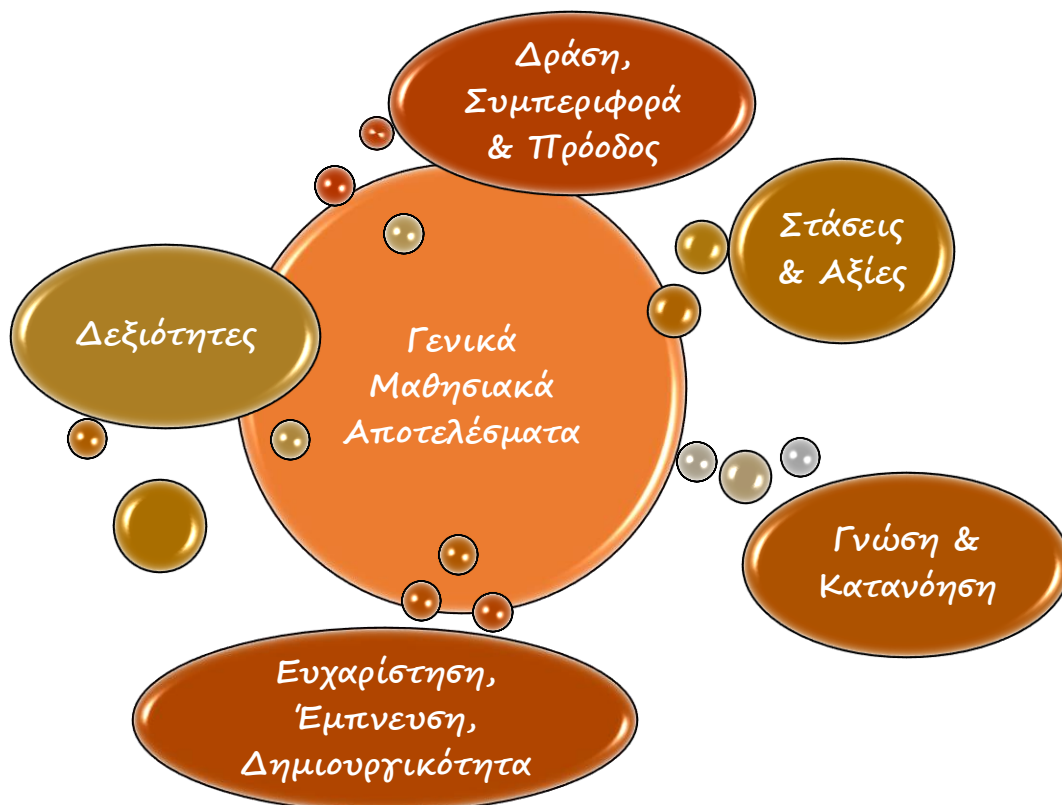 Δράση,
Συμπεριφορά
& Πρόοδος
Στάσεις
& Αξίες
Δεξιότητες
Γενικά
Μαθησιακά
Αποτελέσματα
Γνώση &
Κατανόηση
Ευχαρίστηση,
Έμπνευση,
Δημιουργικότητα